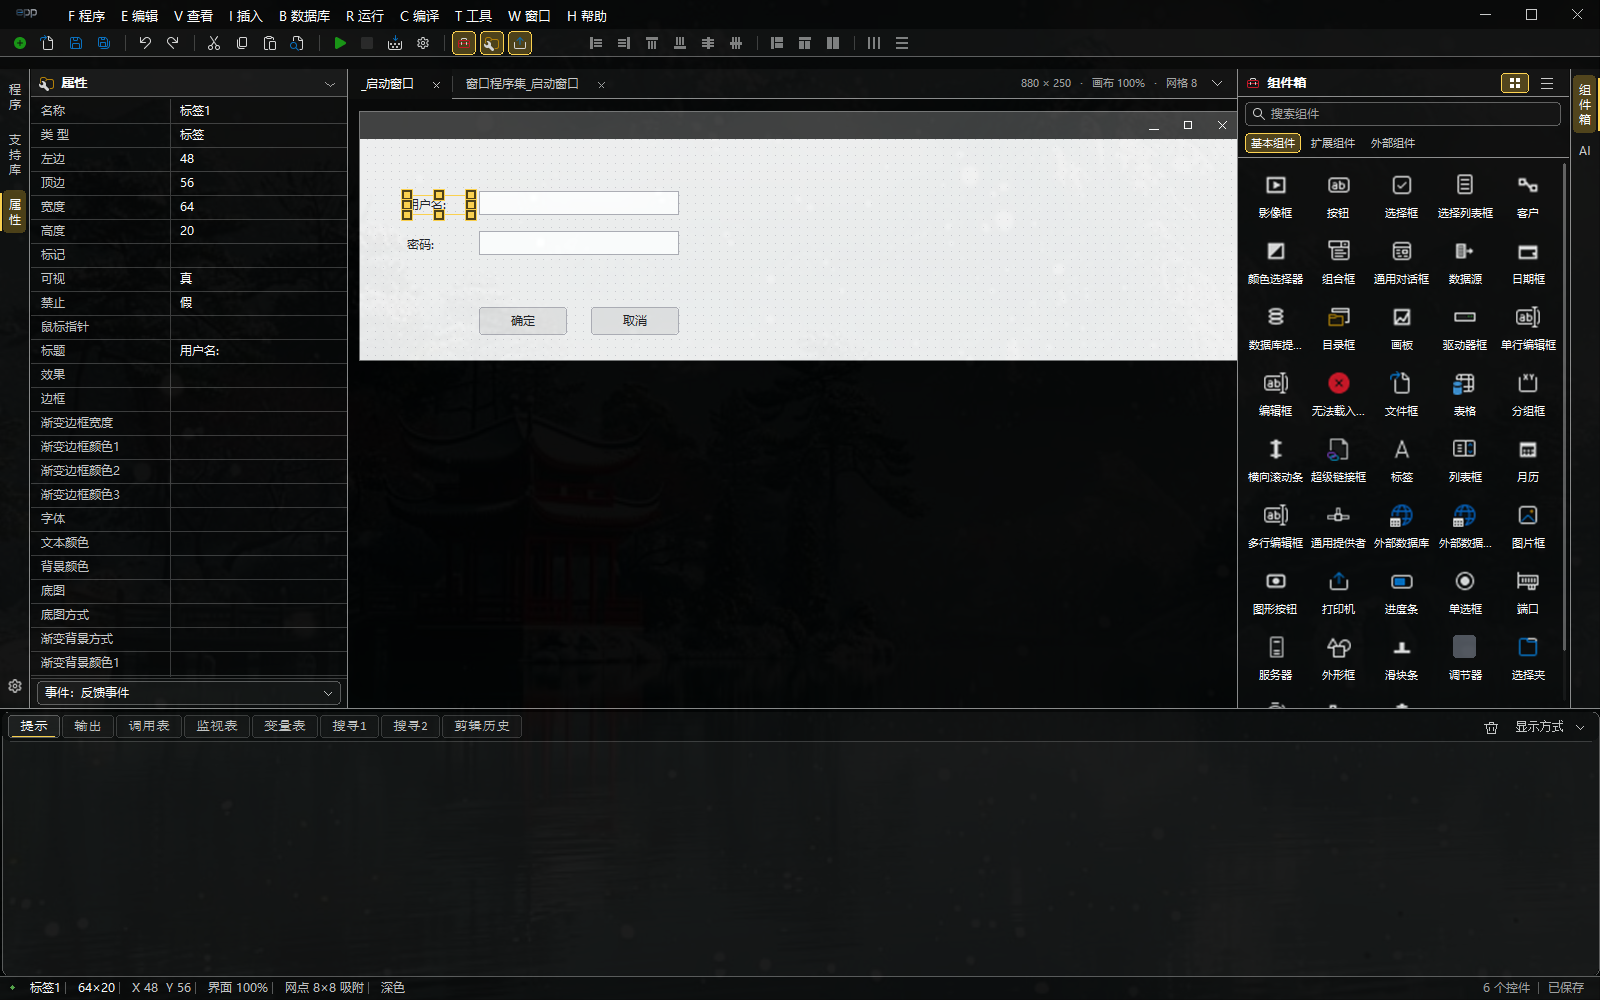 epp
F 程序 E 编辑 V 查看 I 插入 B 数据库 R 运行 C 编译 T 工具 W 窗口 H 帮助
程序
支持库
属性
属性
名称 标签1
类 型 标签
左边 48
顶边 56
宽度 64
高度 20
标记
可视 真
禁止 假
鼠标指针
标题 用户名:
效果
边框
渐变边框宽度
渐变边框颜色1
渐变边框颜色2
渐变边框颜色3
字体
文本颜色
背景颜色
底图
底图方式
渐变背景方式
渐变背景颜色1
事件: 反馈事件
_启动窗口 窗口程序集_启动窗口 880 × 250 · 画布 100% · 网格 8
用户名:
密码:
确定 取消
组件箱
搜索组件
基本组件 扩展组件 外部组件
影像框 按钮 选择框 选择列表框 客户
颜色选择器 组合框 通用对话框 数据源 日期框
数据库提... 目录框 画板 驱动器框 单行编辑框
编辑框 无法载入... 文件框 表格 分组框
横向滚动条 超级链接框 标签 列表框 月历
多行编辑框 通用提供者 外部数据库 外部数据... 图片框
图形按钮 打印机 进度条 单选框 端口
服务器 外形框 滑块条 调节器 选择夹
组件箱
AI
提示 输出 调用表 监视表 变量表 搜寻1 搜寻2 剪辑历史 显示方式
标签1 64×20 X 48 Y 56 界面 100% 网点 8×8 吸附 深色 6 个控件 已保存